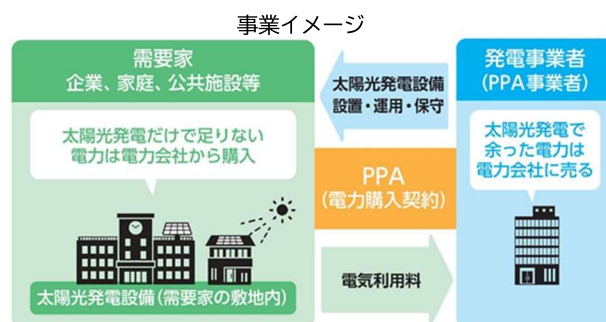 事業イメージ
需要家
企業、家庭、公共施設等
太陽光発電だけで足りない
電力は電力会社から購入
太陽光発電設備（需要家の敷地内）
太陽光発電設備
設置・運用・保守
PPA
（電力購入契約）
電気利用料
発電事業者
（PPA事業者）
太陽光発電で
余った電力は
電力会社に売る